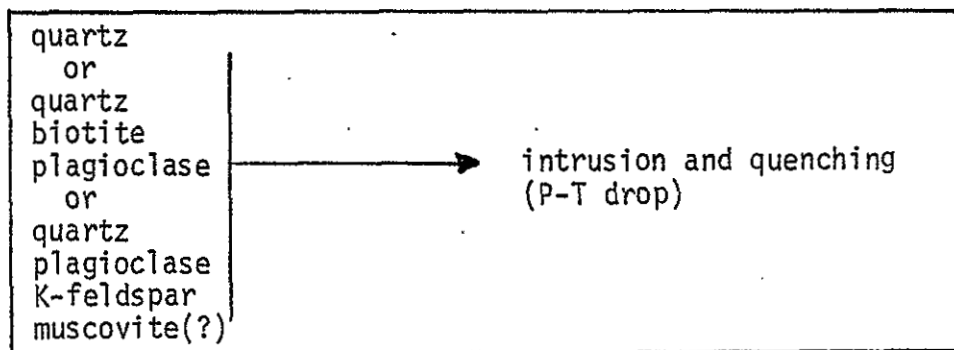 quartz
or
quartz
biotite
plagioclase
or
quartz
plagioclase
K-feldspar
muscovite(?)
intrusion and quenching
(P-T drop)